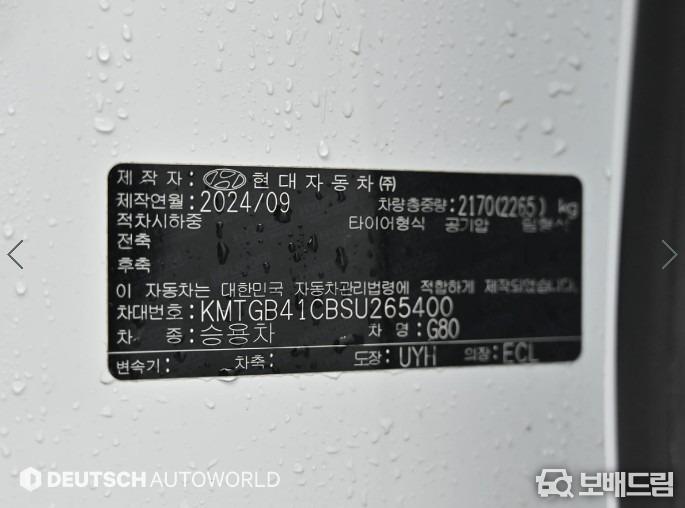 제 작 자 : 현대자동차㈜
제작연월: 2024/09 차량총중량: 2170(2265) kg
적차시하중 타이어형식 공기압 림형식
전축
후축
이 자동차는 대한민국 자동차관리법령에 적합하게 제작되었습니다
차대번호: KMTGB41CBSU265400
차 종: 승용차 차 명: G80
변속기: 차축: 도장: UYH 의장: ECL
DEUTSCH AUTOWORLD
보배드림